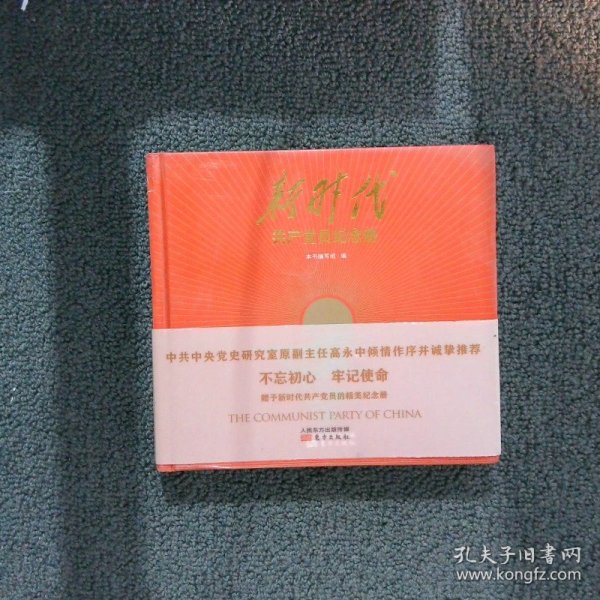 新时代
共产党员纪念册
本书编写组 编
中共中央党史研究室原副主任高永中倾情作序并诚挚推荐
不忘初心 牢记使命
赠予新时代共产党员的精美纪念册
THE COMMUNIST PARTY OF CHINA
人民东方出版传媒
东方出版社
孔夫子旧书网
www.kongfz.com